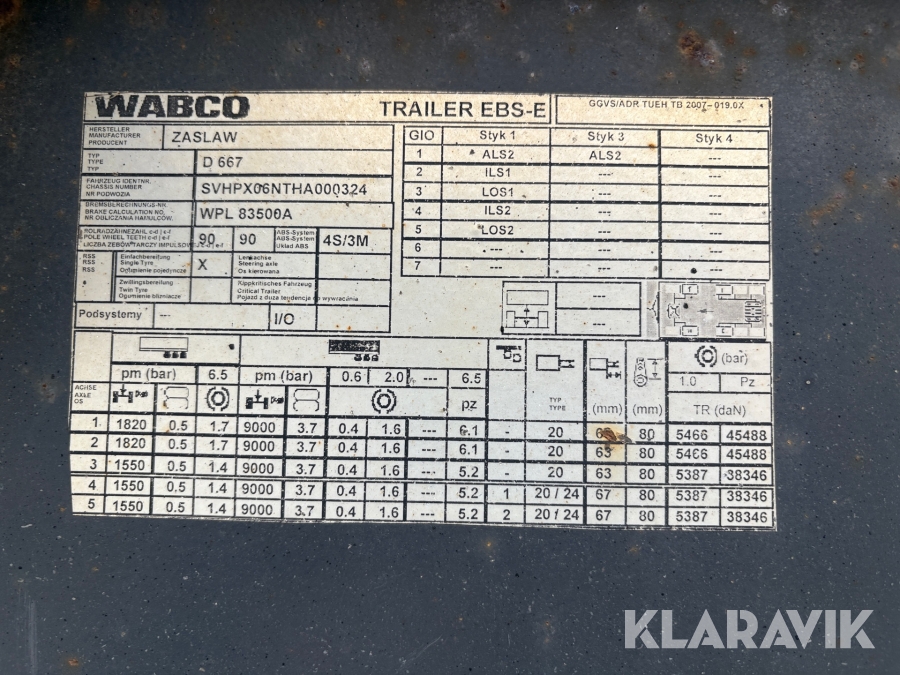 WABCO TRAILER EBS-E GGVS/ADR TUEH TB 2007-019.0X
HERSTELLER
MANUFACTURER
PRODUCENT
ZASLAW
TYP
TYPE
TYP
D 667
FAHRZEUG IDENTNR.
CHASSIS NUMBER
NR PODWOZIA
SVHPX06NTHA000324
BREMSBERECHNUNGS-NR.
BRAKE CALCULATION NO.
NR OBLICZANIA HAMULCÓW.
WPL 83500A
POLRADZÄHNEZAHL c-d | e-f
POLE WHEEL TEETH c-d | e-f
LICZBA ZEBÓW TARCZY IMPULSOWEJ c-d | e-f
90 90
ABS-System
ABS-System
Uklad ABS
4S/3M
RSS
RSS
RSS
Einfachbereifung
Single Tyre
Ogumienie pojedyncze
X
Lenkachse
Steering axle
Os kierowana
Zwillingsbereifung
Twin Tyre
Ogumienie blizniacze
Kippkritisches Fahrzeug
Critical Trailer
Pojazd z duza tendencja do wywracania
Podsystemy --- I/O
GIO Styk 1 Styk 3 Styk 4
1 ALS2 ALS2 ---
2 ILS1 --- ---
3 LOS1 --- ---
4 ILS2 --- ---
5 LOS2 --- ---
6 --- --- ---
7 --- --- ---
---
---
pm (bar) 6.5 pm (bar) 0.6 2.0 --- 6.5 (bar)
1.0 Pz
ACHSE
AXLE
OS
pz
TYP
TYPE
(mm) (mm) TR (daN)
1 1820 0.5 1.7 9000 3.7 0.4 1.6 --- 6.1 - 20 80 5466 45488
2 1820 0.5 1.4 9000 3.7 0.4 1.6 --- 6.1 - 20 63 80 5466 45488
3 1550 0.5 1.4 9000 3.7 0.4 1.6 --- 5.2 - 20 63 80 5387 38346
4 1550 0.5 1.4 9000 3.7 0.4 1.6 --- 5.2 1 20 / 24 67 80 5387 38346
5 1550 0.5 1.4 9000 3.7 0.4 1.6 --- 5.2 2 20 / 24 67 80 5387 38346
KLARAVIK